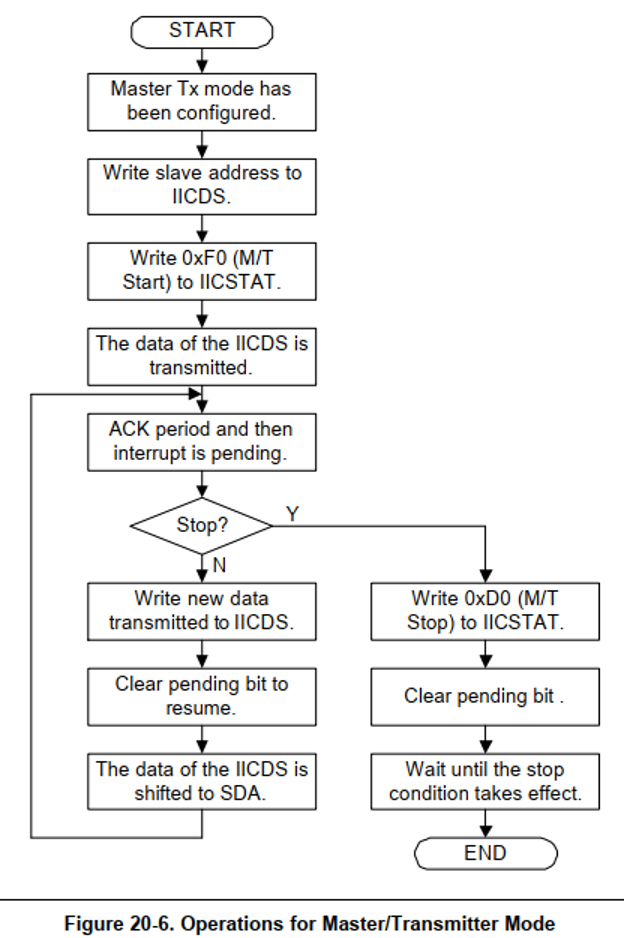 START
Master Tx mode has
been configured.
Write slave address to
IICDS.
Write 0xF0 (M/T
Start) to IICSTAT.
The data of the IICDS is
transmitted.
ACK period and then
interrupt is pending.
Stop?
Y
N
Write new data
transmitted to IICDS.
Clear pending bit to
resume.
The data of the IICDS is
shifted to SDA.
Write 0xD0 (M/T
Stop) to IICSTAT.
Clear pending bit .
Wait until the stop
condition takes effect.
END
Figure 20-6. Operations for Master/Transmitter Mode